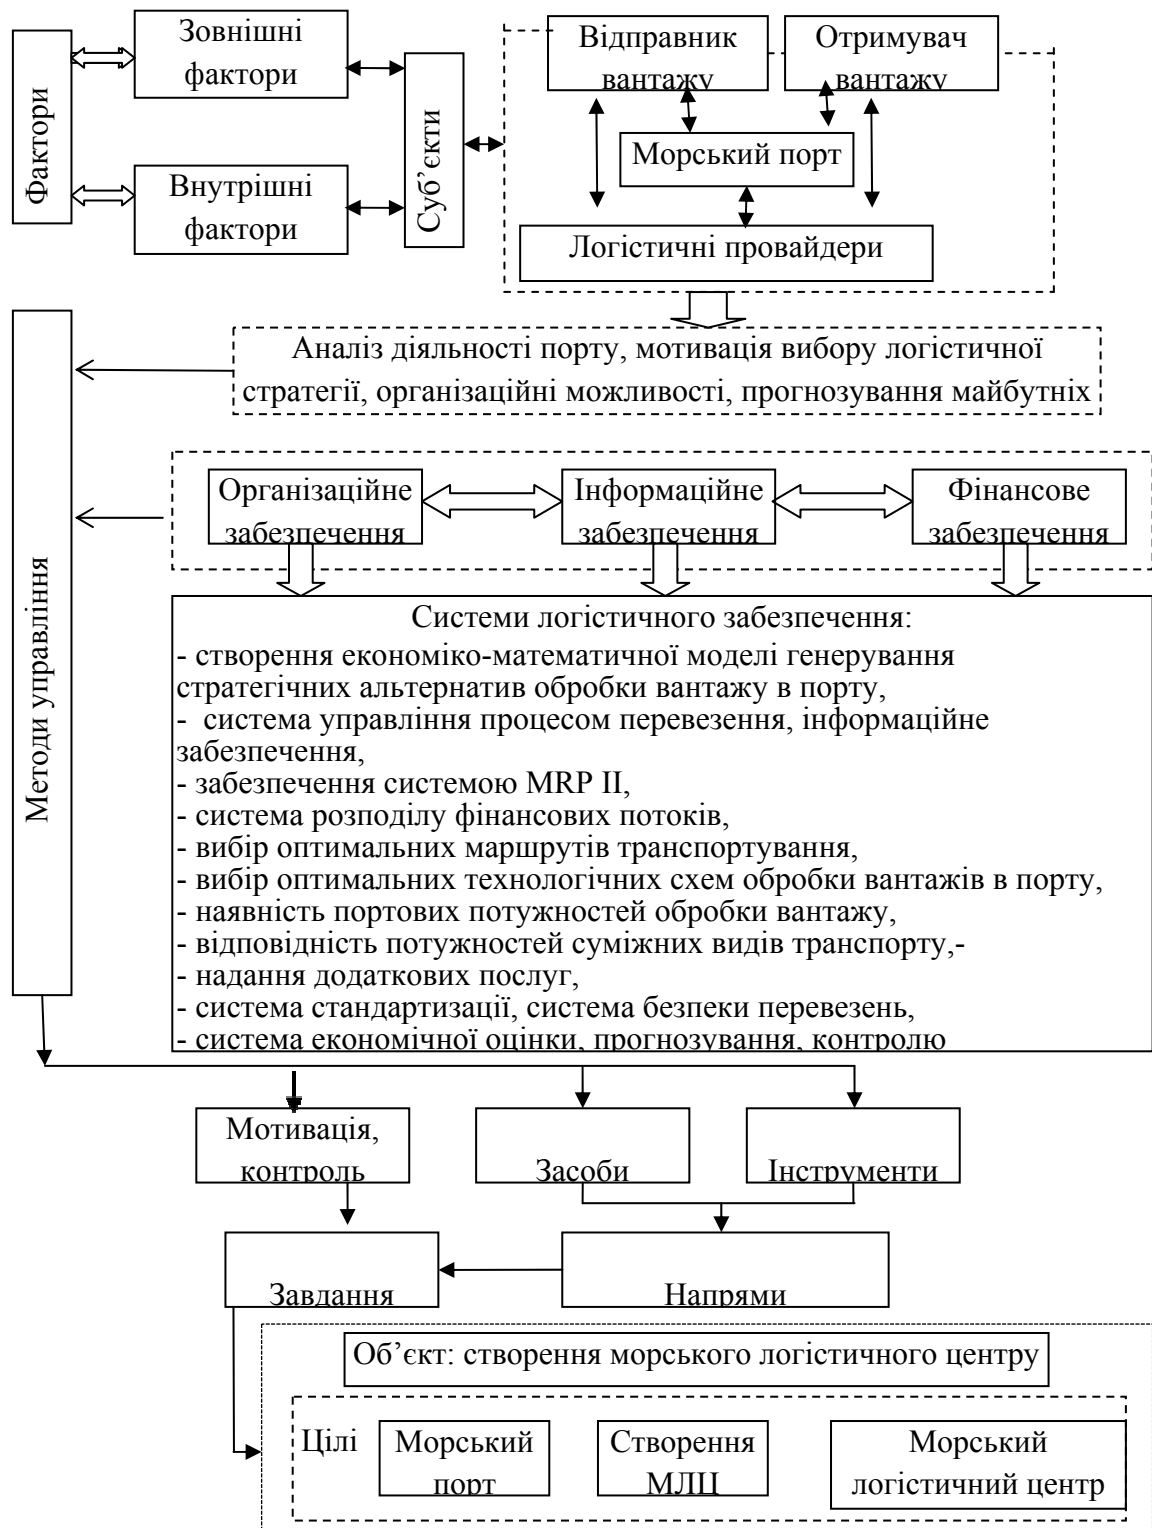 Фактори
Зовнішні
фактори
Внутрішні
фактори
Суб’єкти
Відправник
вантажу
Отримувач
вантажу
Морський порт
Логістичні провайдери
Аналіз діяльності порту, мотивація вибору логістичної
стратегії, організаційні можливості, прогнозування майбутніх
Методи управління
Організаційне
забезпечення
Інформаційне
забезпечення
Фінансове
забезпечення
Системи логістичного забезпечення:
- створення економіко-математичної моделі генерування
стратегічних альтернатив обробки вантажу в порту,
- система управління процесом перевезення, інформаційне
забезпечення,
- забезпечення системою MRP II,
- система розподілу фінансових потоків,
- вибір оптимальних маршрутів транспортування,
- вибір оптимальних технологічних схем обробки вантажів в порту,
- наявність портових потужностей обробки вантажу,
- відповідність потужностей суміжних видів транспорту,-
- надання додаткових послуг,
- система стандартизації, система безпеки перевезень,
- система економічної оцінки, прогнозування, контролю
Мотивація,
контроль
Засоби
Інструменти
Завдання
Напрями
Об’єкт: створення морського логістичного центру
Цілі
Морський
порт
Створення
МЛЦ
Морський
логістичний центр